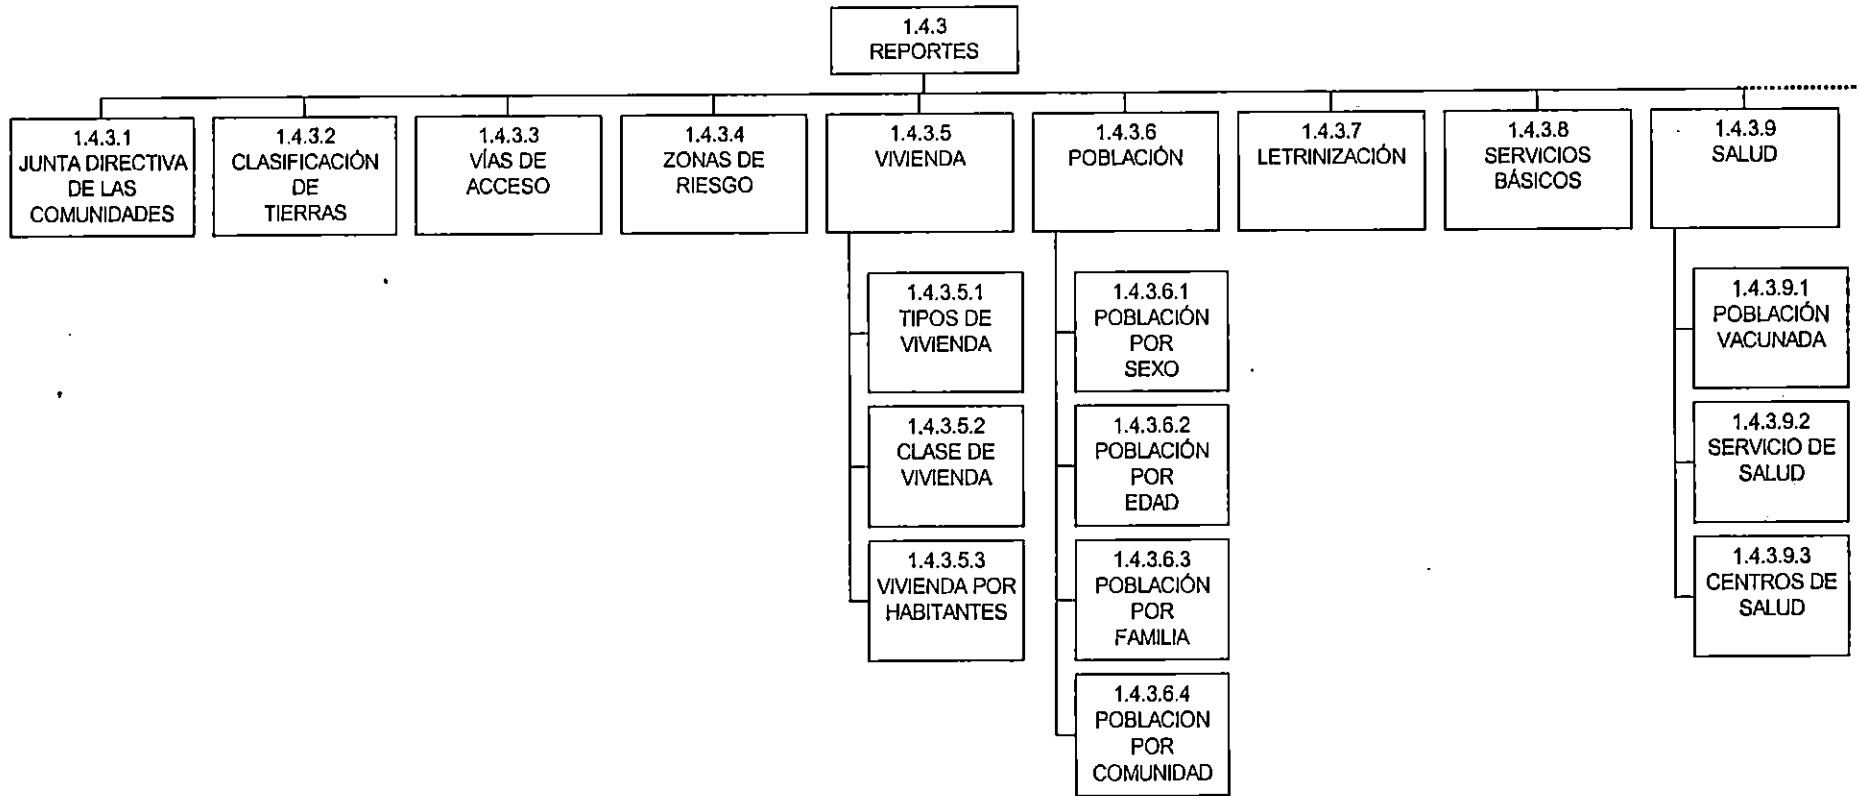 1.4.3
REPORTES
1.4.3.1
JUNTA DIRECTIVA
DE LAS
COMUNIDADES
1.4.3.2
CLASIFICACIÓN
DE
TIERRAS
1.4.3.3
VÍAS DE
ACCESO
1.4.3.4
ZONAS DE
RIESGO
1.4.3.5
VIVIENDA
1.4.3.6
POBLACIÓN
1.4.3.7
LETRINIZACIÓN
1.4.3.8
SERVICIOS
BÁSICOS
1.4.3.9
SALUD
1.4.3.5.1
TIPOS DE
VIVIENDA
1.4.3.5.2
CLASE DE
VIVIENDA
1.4.3.5.3
VIVIENDA POR
HABITANTES
1.4.3.6.1
POBLACIÓN
POR
SEXO
1.4.3.6.2
POBLACIÓN
POR
EDAD
1.4.3.6.3
POBLACIÓN
POR
FAMILIA
1.4.3.6.4
POBLACION
POR
COMUNIDAD
1.4.3.9.1
POBLACIÓN
VACUNADA
1.4.3.9.2
SERVICIO DE
SALUD
1.4.3.9.3
CENTROS DE
SALUD